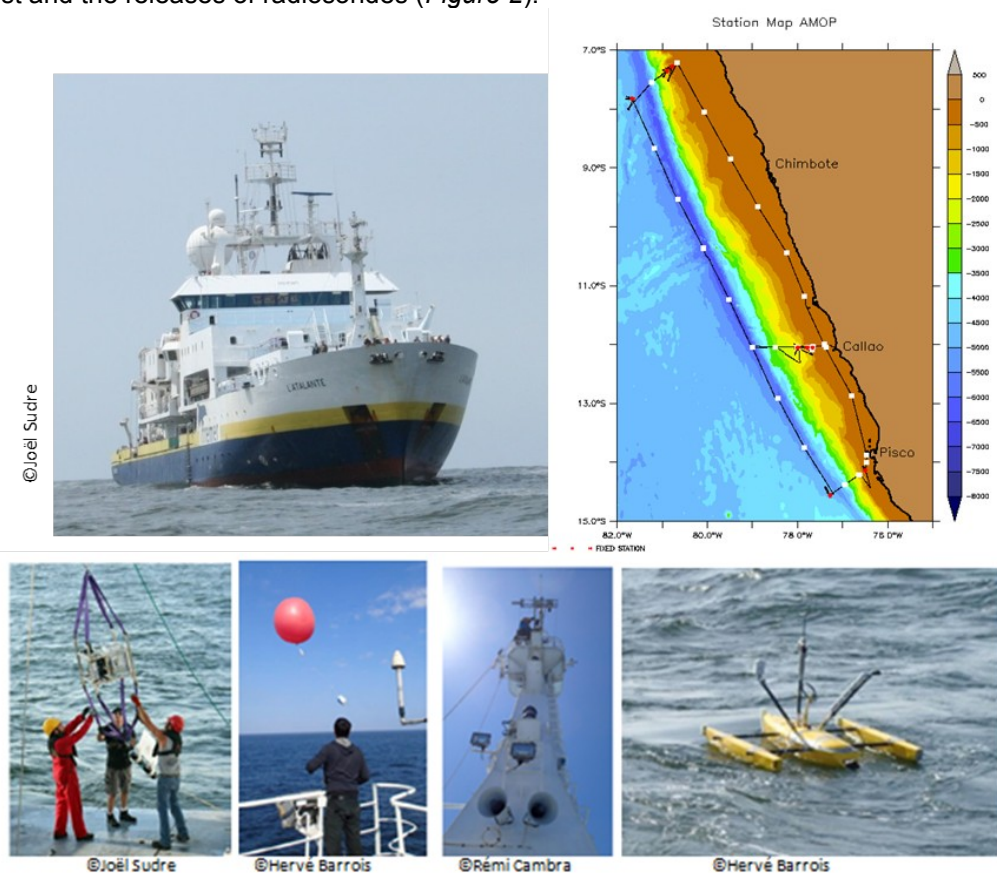 st and the releases of radiosondes (Figure 2).
Station Map AMOP
7.0°S
9.0°S
11.0°S
13.0°S
15.0°S
82.0°W
80.0°W
78.0°W
76.0°W
Chimbote
Callao
Pisco
FIXED STATION
500
0
-500
-1000
-1500
-2000
-2500
-3000
-3500
-4000
-4500
-5000
-5500
-6000
-6500
-7000
-7500
-8000
©Joël Sudre
L'ATALANTE
©Joël Sudre
©Hervé Barrois
©Rémi Cambra
©Hervé Barrois